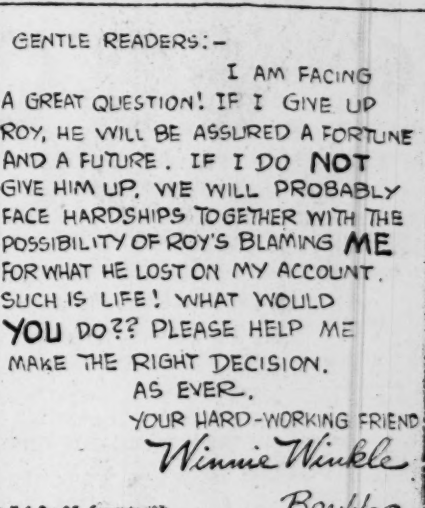 GENTLE READERS:-
I AM FACING
A GREAT QUESTION! IF I GIVE UP
ROY, HE WILL BE ASSURED A FORTUNE
AND A FUTURE. IF I DO NOT
GIVE HIM UP, WE WILL PROBABLY
FACE HARDSHIPS TOGETHER WITH THE
POSSIBILITY OF ROY'S BLAMING ME
FOR WHAT HE LOST ON MY ACCOUNT.
SUCH IS LIFE! WHAT WOULD
YOU DO?? PLEASE HELP ME
MAKE THE RIGHT DECISION.
AS EVER.
YOUR HARD-WORKING FRIEND
Winnie Winkle